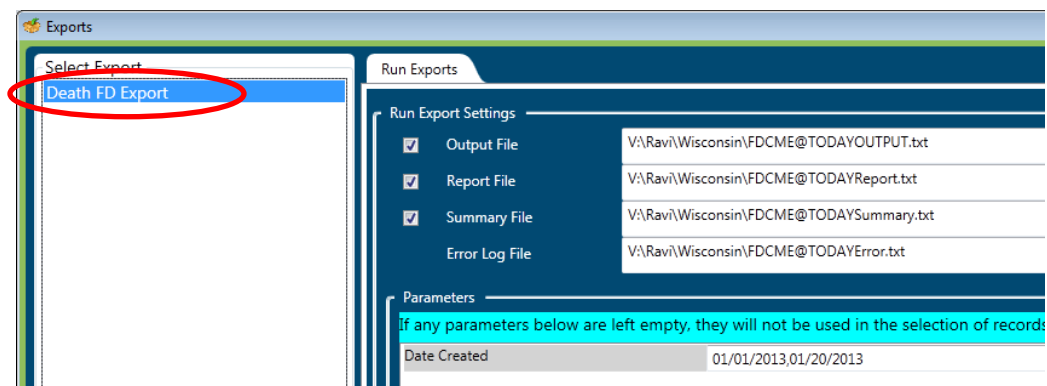 Exports
Select Export
Death FD Export
Run Exports
Run Export Settings
Output File V:\Ravi\Wisconsin\FDCME@TODAYOUTPUT.txt
Report File V:\Ravi\Wisconsin\FDCME@TODAYReport.txt
Summary File V:\Ravi\Wisconsin\FDCME@TODAYSummary.txt
Error Log File V:\Ravi\Wisconsin\FDCME@TODAYError.txt
Parameters
If any parameters below are left empty, they will not be used in the selection of records
Date Created 01/01/2013,01/20/2013